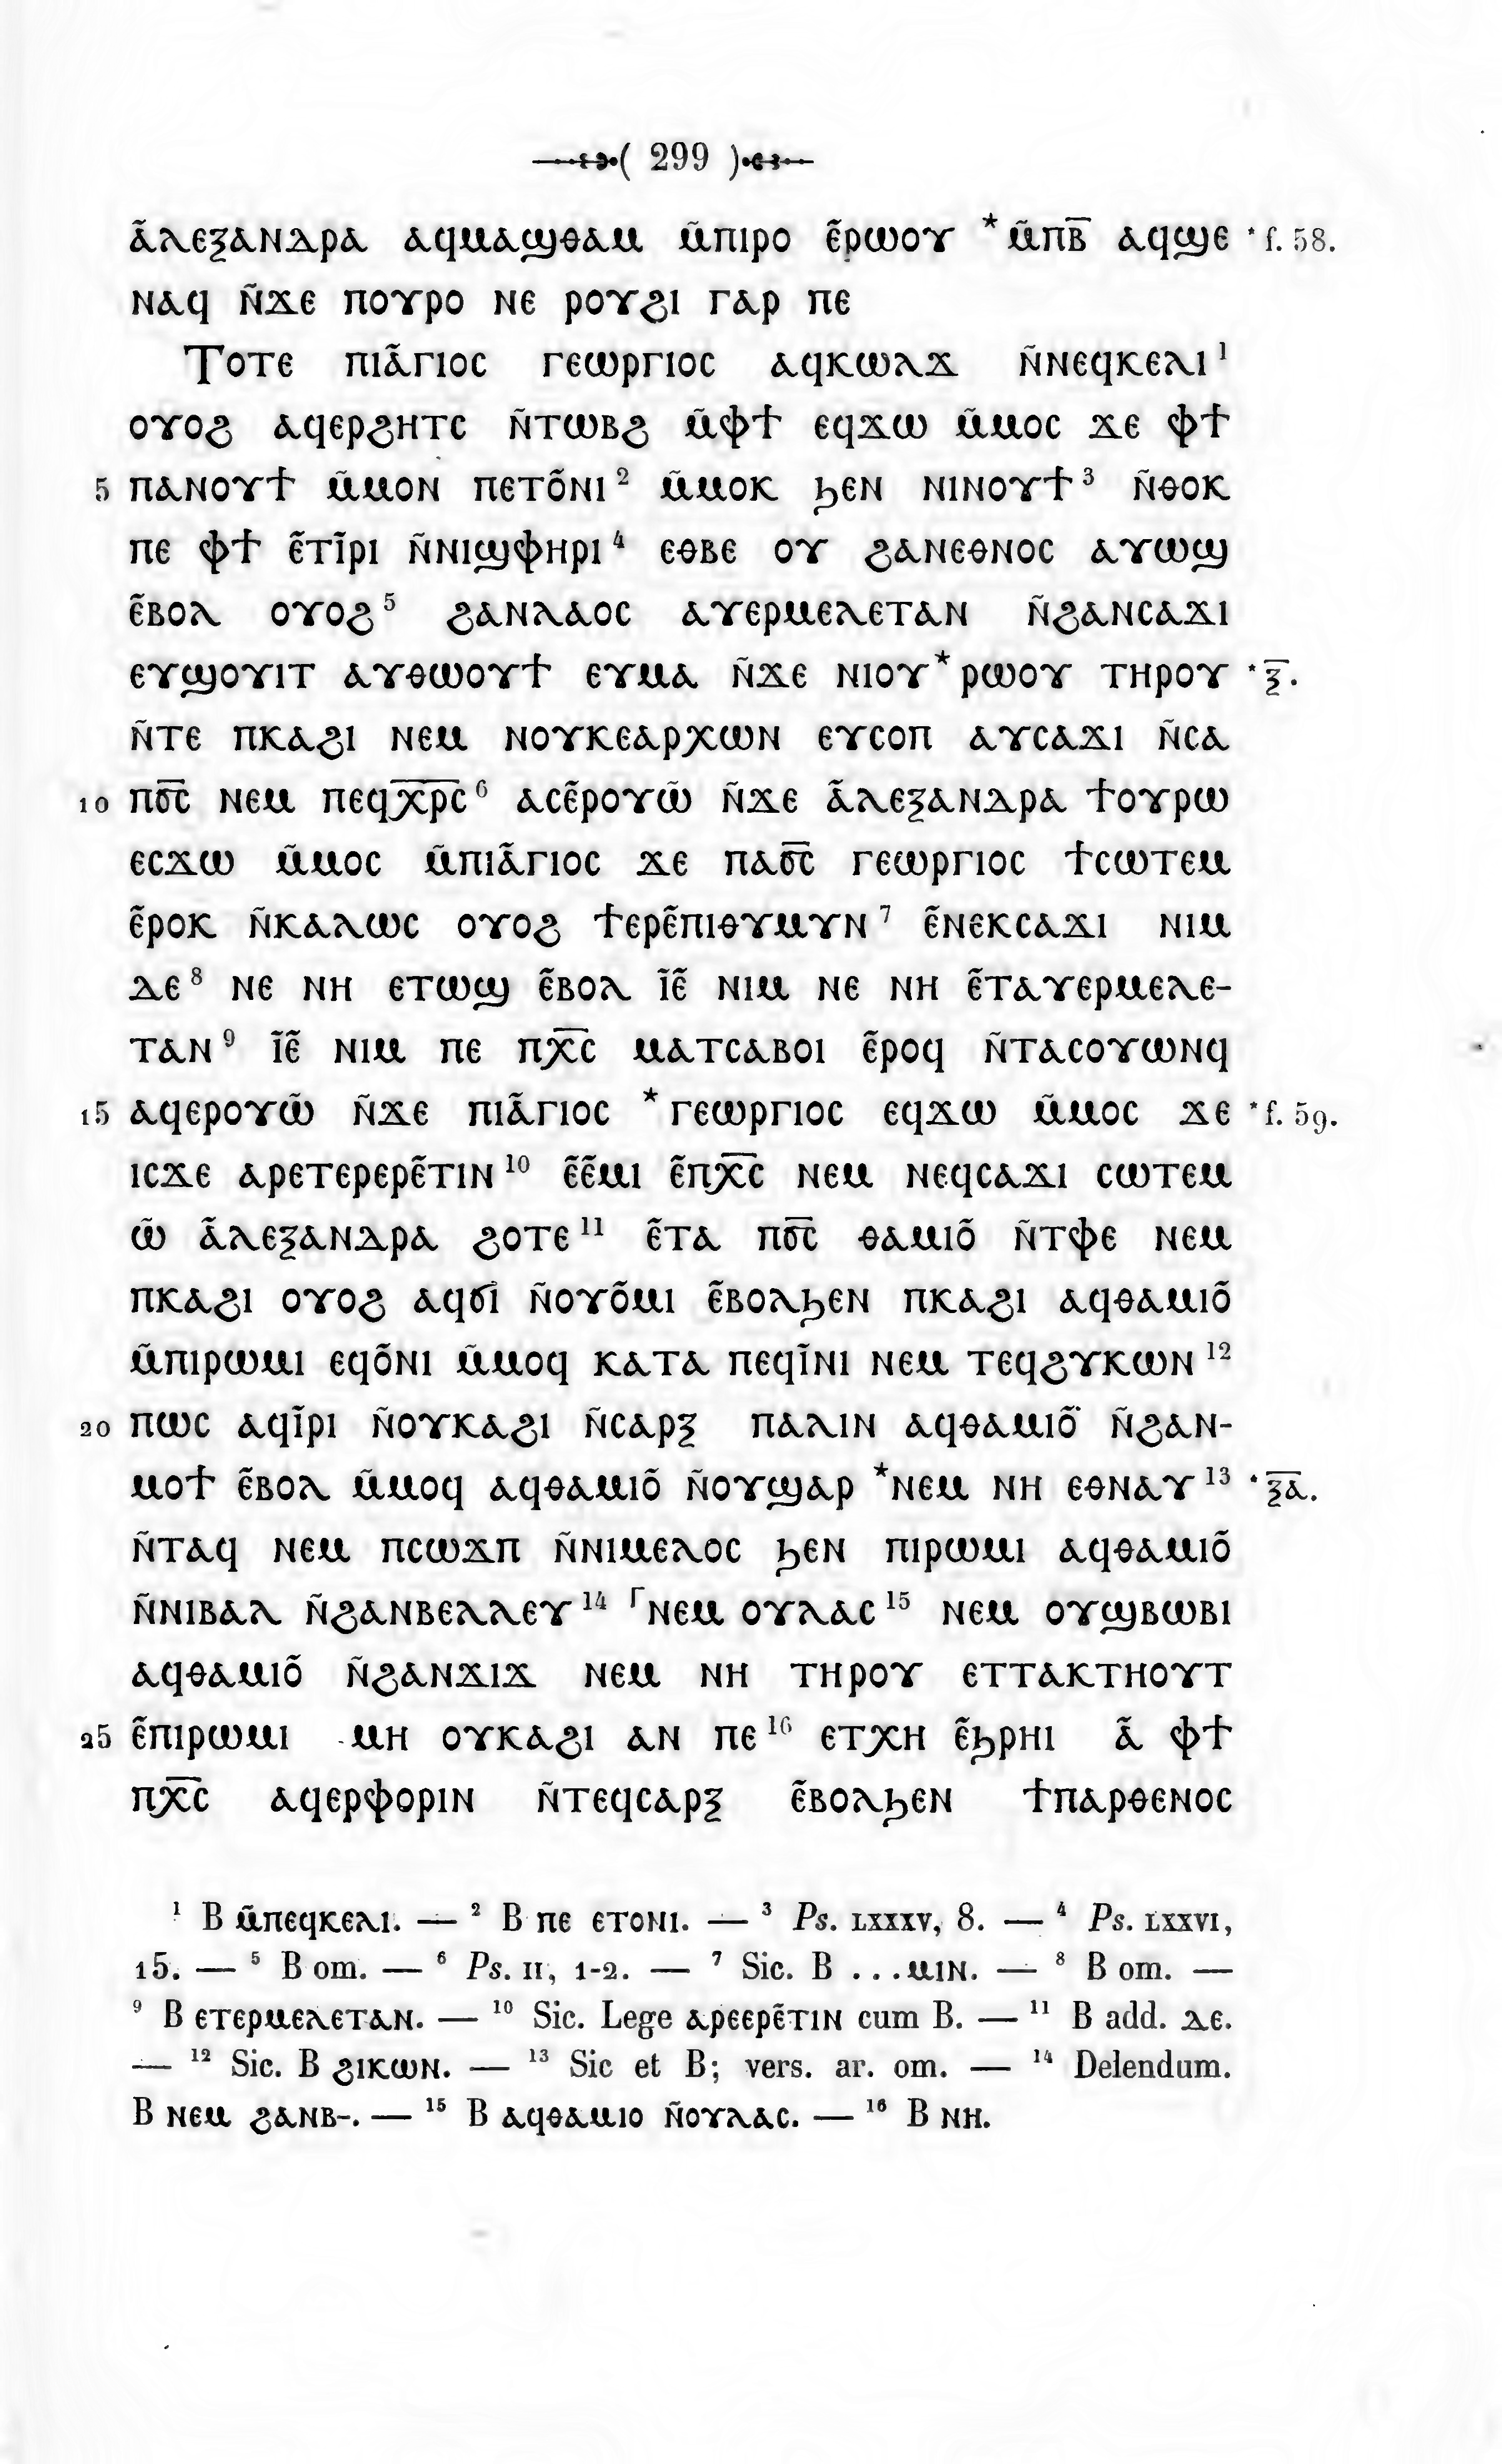 ( 299 )
ⲁ̀ⲗⲉⲝⲁⲛⲇⲣⲁ ⲁϥⲙⲁϣⲑⲁⲙ ⲙ̀ⲡⲓⲣⲟ ⲉ̀ⲣⲱⲟⲩ *ⲙ̀ⲡⲃ̅ ⲁϥϣⲉ * f. 58.
ⲛⲁϥ ⲛ̀ϫⲉ ⲡⲟⲩⲣⲟ ⲛⲉ ⲣⲟⲩϩⲓ ⲅⲁⲣ ⲡⲉ
Ⲧⲟⲧⲉ ⲡⲓⲁ̀ⲅⲓⲟⲥ ⲅⲉⲱⲣⲅⲓⲟⲥ ⲁϥⲕⲱⲗϫ ⲛ̀ⲛⲉϥⲕⲉⲗⲓ ¹
ⲟⲩⲟϩ ⲁϥⲉⲣϩⲏⲧⲥ ⲛ̀ⲧⲱⲃϩ ⲙ̀ⲫϯ ⲉϥϫⲱ ⲙ̀ⲙⲟⲥ ϫⲉ ⲫϯ
5 ⲡⲁⲛⲟⲩϯ ⲙ̀ⲙⲟⲛ ⲡⲉⲧⲟ̀ⲛⲓ ² ⲙ̀ⲙⲟⲕ ϧⲉⲛ ⲛⲓⲛⲟⲩϯ ³ ⲛ̀ⲑⲟⲕ
ⲡⲉ ⲫϯ ⲉ̀ⲧⲓ̀ⲣⲓ ⲛ̀ⲛⲓϣⲫⲏⲣⲓ ⁴ ⲉⲑⲃⲉ ⲟⲩ ϩⲁⲛⲉⲑⲛⲟⲥ ⲁⲩⲱϣ
ⲉ̀ⲃⲟⲗ ⲟⲩⲟϩ ⁵ ϩⲁⲛⲗⲁⲟⲥ ⲁⲩⲉⲣⲙⲉⲗⲉⲧⲁⲛ ⲛ̀ϩⲁⲛⲥⲁϫⲓ
ⲉⲩϣⲟⲩⲓⲧ ⲁⲩⲑⲱⲟⲩϯ ⲉⲩⲙⲁ ⲛ̀ϫⲉ ⲛⲓⲟⲩ*ⲣⲱⲟⲩ ⲧⲏⲣⲟⲩ * ⲝ̅.
ⲛ̀ⲧⲉ ⲡⲕⲁϩⲓ ⲛⲉⲙ ⲛⲟⲩⲕⲉⲁⲣⲭⲱⲛ ⲉⲩⲥⲟⲡ ⲁⲩⲥⲁϫⲓ ⲛ̀ⲥⲁ
10 ⲡϭ̅ⲥ̅ ⲛⲉⲙ ⲡⲉϥⲭ̅ⲣ̅ⲥ̅ ⁶ ⲁⲥⲉ̀ⲣⲟⲩⲱ̀ ⲛ̀ϫⲉ ⲁ̀ⲗⲉⲝⲁⲛⲇⲣⲁ ϯⲟⲩⲣⲱ
ⲉⲥϫⲱ ⲙ̀ⲙⲟⲥ ⲙ̀ⲡⲓⲁ̀ⲅⲓⲟⲥ ϫⲉ ⲡⲁϭ̅ⲥ̅ ⲅⲉⲱⲣⲅⲓⲟⲥ ϯⲥⲱⲧⲉⲙ
ⲉ̀ⲣⲟⲕ ⲛ̀ⲕⲁⲗⲱⲥ ⲟⲩⲟϩ ϯⲉⲣⲉ̀ⲡⲓⲑⲩⲙⲩⲛ ⁷ ⲉ̀ⲛⲉⲕⲥⲁϫⲓ ⲛⲓⲙ
ⲇⲉ ⁸ ⲛⲉ ⲛⲏ ⲉⲧⲱϣ ⲉ̀ⲃⲟⲗ ⲓ̀ⲉ̀ ⲛⲓⲙ ⲛⲉ ⲛⲏ ⲉ̀ⲧⲁⲩⲉⲣⲙⲉⲗⲉ-
ⲧⲁⲛ ⁹ ⲓ̀ⲉ̀ ⲛⲓⲙ ⲡⲉ ⲡⲭ̅ⲥ̅ ⲙⲁⲧⲥⲁⲃⲟⲓ ⲉ̀ⲣⲟϥ ⲛ̀ⲧⲁⲥⲟⲩⲱⲛϥ
15 ⲁϥⲉⲣⲟⲩⲱ̀ ⲛ̀ϫⲉ ⲡⲓⲁ̀ⲅⲓⲟⲥ *ⲅⲉⲱⲣⲅⲓⲟⲥ ⲉϥϫⲱ ⲙ̀ⲙⲟⲥ ϫⲉ * f. 59.
ⲓⲥϫⲉ ⲁⲣⲉⲧⲉⲣⲉⲣⲉ̀ⲧⲓⲛ ¹⁰ ⲉ̀ⲉ̀ⲙⲓ ⲉ̀ⲡⲭ̅ⲥ̅ ⲛⲉⲙ ⲛⲉϥⲥⲁϫⲓ ⲥⲱⲧⲉⲙ
ⲱ̀ ⲁ̀ⲗⲉⲝⲁⲛⲇⲣⲁ ϩⲟⲧⲉ ¹¹ ⲉ̀ⲧⲁ ⲡϭ̅ⲥ̅ ⲑⲁⲙⲓⲟ̀ ⲛ̀ⲧⲫⲉ ⲛⲉⲙ
ⲡⲕⲁϩⲓ ⲟⲩⲟϩ ⲁϥϭⲓ̀ ⲛ̀ⲟⲩⲟ̀ⲙⲓ ⲉ̀ⲃⲟⲗϧⲉⲛ ⲡⲕⲁϩⲓ ⲁϥⲑⲁⲙⲓⲟ̀
ⲙ̀ⲡⲓⲣⲱⲙⲓ ⲉϥⲟ̀ⲛⲓ ⲙ̀ⲙⲟϥ ⲕⲁⲧⲁ ⲡⲉϥⲓ̀ⲛⲓ ⲛⲉⲙ ⲧⲉϥϩⲩⲕⲱⲛ ¹²
20 ⲡⲱⲥ ⲁϥⲓ̀ⲣⲓ ⲛ̀ⲟⲩⲕⲁϩⲓ ⲛ̀ⲥⲁⲣⲝ ⲡⲁⲗⲓⲛ ⲁϥⲑⲁⲙⲓⲟ̀ ⲛ̀ϩⲁⲛ-
ⲙⲟϯ ⲉ̀ⲃⲟⲗ ⲙ̀ⲙⲟϥ ⲁϥⲑⲁⲙⲓⲟ̀ ⲛ̀ⲟⲩϣⲁⲣ *ⲛⲉⲙ ⲛⲏ ⲉⲑⲛⲁⲩ ¹³ * ⲝ̅ⲁ̅.
ⲛ̀ⲧⲁϥ ⲛⲉⲙ ⲡⲥⲱϫⲡ ⲛ̀ⲛⲓⲙⲉⲗⲟⲥ ϧⲉⲛ ⲡⲓⲣⲱⲙⲓ ⲁϥⲑⲁⲙⲓⲟ̀
ⲛ̀ⲛⲓⲃⲁⲗ ⲛ̀ϩⲁⲛⲃⲉⲗⲗⲉⲩ ¹⁴ ⸢ⲛⲉⲙ ⲟⲩⲗⲁⲥ ¹⁵ ⲛⲉⲙ ⲟⲩϣⲃⲱⲃⲓ
ⲁϥⲑⲁⲙⲓⲟ̀ ⲛ̀ϩⲁⲛϫⲓϫ ⲛⲉⲙ ⲛⲏ ⲧⲏⲣⲟⲩ ⲉⲧⲧⲁⲕⲧⲏⲟⲩⲧ
25 ⲉ̀ⲡⲓⲣⲱⲙⲓ ⲙⲏ ⲟⲩⲕⲁϩⲓ ⲁⲛ ⲡⲉ ¹⁶ ⲉⲧⲭⲏ ⲉ̀ϧⲣⲏⲓ ⲁ̀ ⲫϯ
ⲡⲭ̅ⲥ̅ ⲁϥⲉⲣⲫⲟⲣⲓⲛ ⲛ̀ⲧⲉϥⲥⲁⲣⲝ ⲉ̀ⲃⲟⲗϧⲉⲛ ϯⲡⲁⲣⲑⲉⲛⲟⲥ
¹ B ⲙ̀ⲡⲉϥⲕⲉⲗⲓ. — ² B ⲡⲉ ⲉⲧⲟⲛⲓ. — ³ Ps. LXXXV, 8. — ⁴ Ps. LXXVI,
15. — ⁵ B om. — ⁶ Ps. II, 1-2. — ⁷ Sic. B ...ⲙⲓⲛ. — ⁸ B om. —
⁹ B ⲉⲧⲉⲣⲙⲉⲗⲉⲧⲁⲛ. — ¹⁰ Sic. Lege ⲁⲣⲉⲉⲣⲉ̀ⲧⲓⲛ cum B. — ¹¹ B add. ⲇⲉ.
— ¹² Sic. B ϩⲓⲕⲱⲛ. — ¹³ Sic et B; vers. ar. om. — ¹⁴ Delendum.
B ⲛⲉⲙ ϩⲁⲛⲃ-. — ¹⁵ B ⲁϥⲑⲁⲙⲓⲟ ⲛ̀ⲟⲩⲗⲁⲥ. — ¹⁶ B ⲛⲏ.